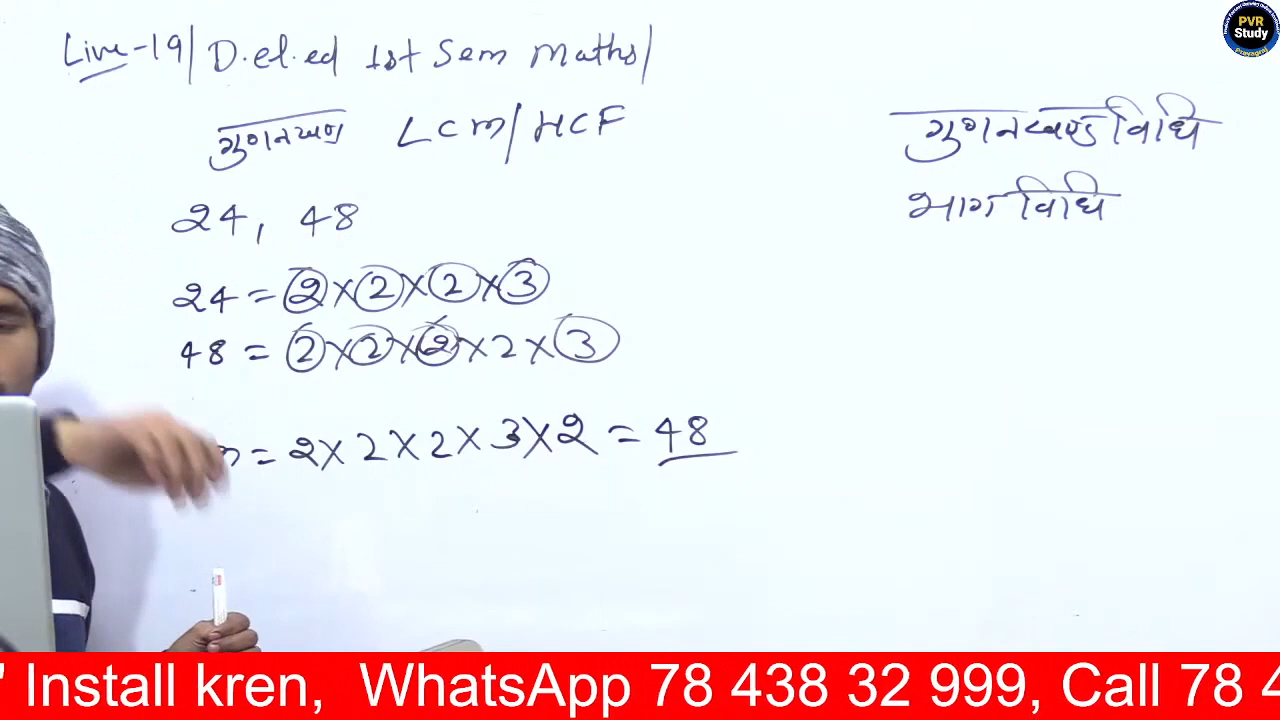 Live-19/ D.el.ed 1st Sem Maths/
PVR
Study
Prayagraj
गुणनखण्ड LCM/HCF
गुणनखण्ड विधि
भाग विधि
24, 48
24 = 2×2×2×3
48 = 2×2×2×2×3
= 2×2×2×3×2 = 48
" Install kren, WhatsApp 78 438 32 999, Call 78 4